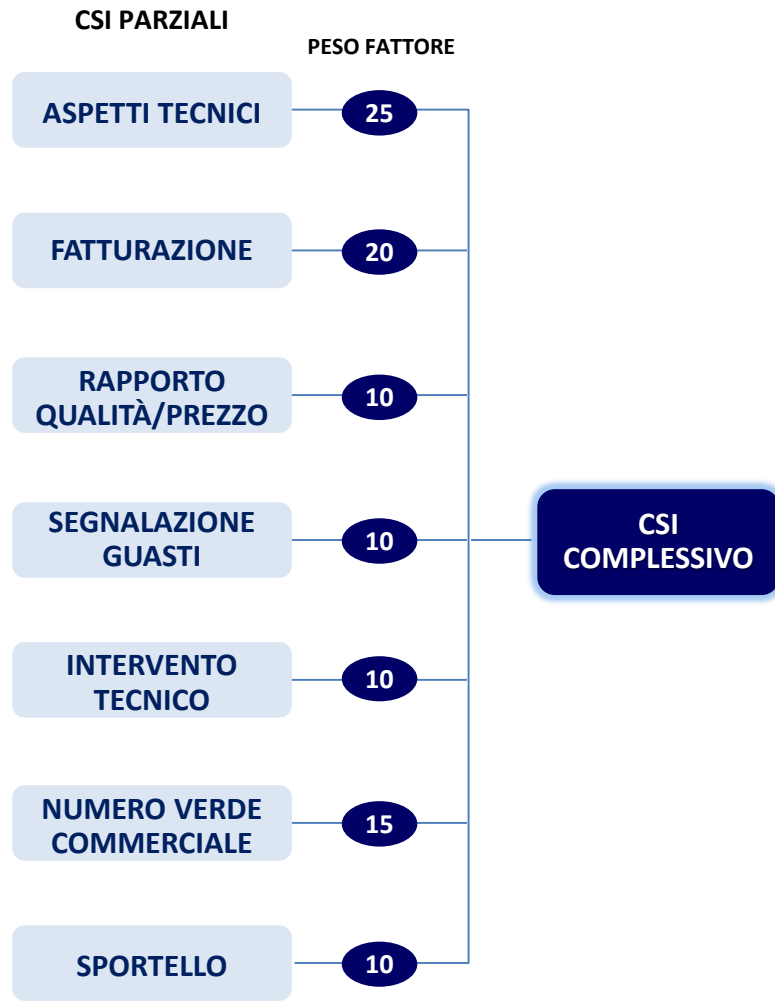 CSI PARZIALI
PESO FATTORE
ASPETTI TECNICI
25
FATTURAZIONE
20
RAPPORTO
QUALITÀ/PREZZO
10
SEGNALAZIONE
GUASTI
10
CSI
COMPLESSIVO
INTERVENTO
TECNICO
10
NUMERO VERDE
COMMERCIALE
15
SPORTELLO
10